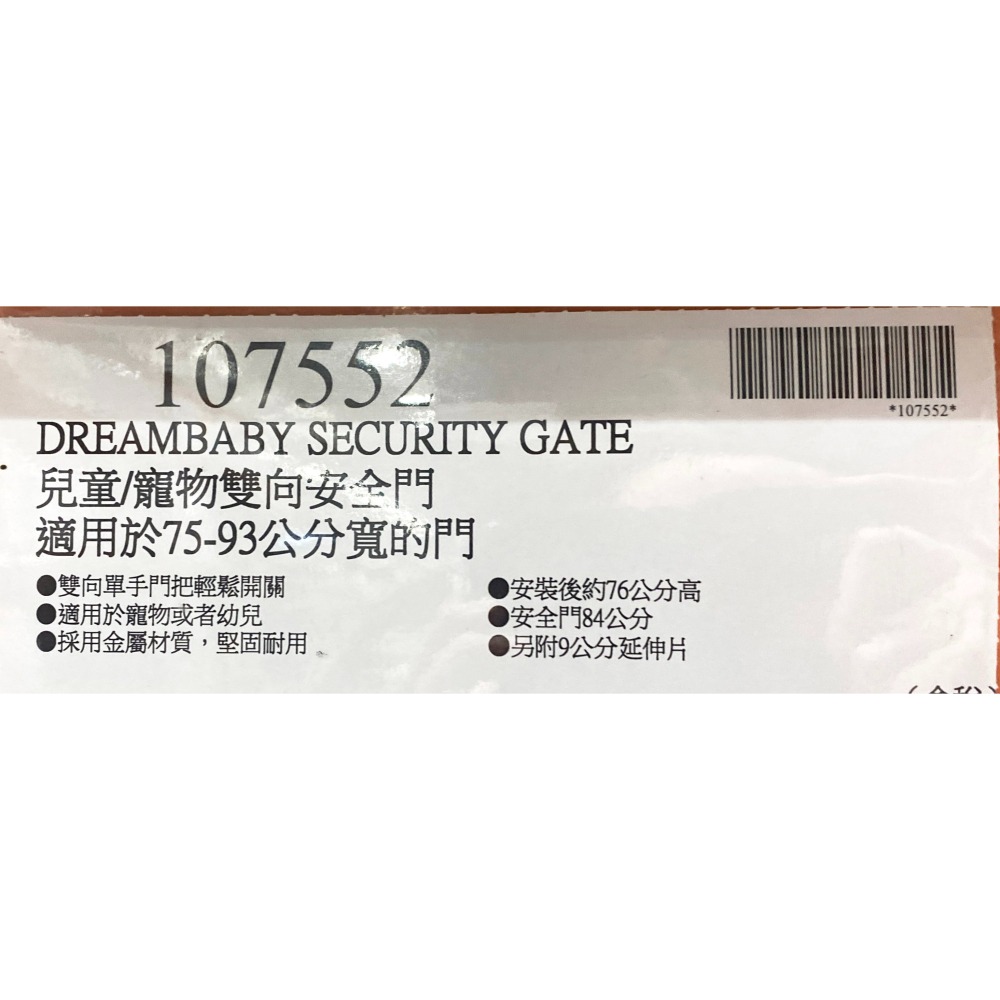 107552
*107552*
DREAMBABY SECURITY GATE
兒童/寵物雙向安全門
適用於75-93公分寬的門
●雙向單手門把輕鬆開關
●適用於寵物或者幼兒
●採用金屬材質，堅固耐用
●安裝後約76公分高
●安全門84公分
●另附9公分延伸片